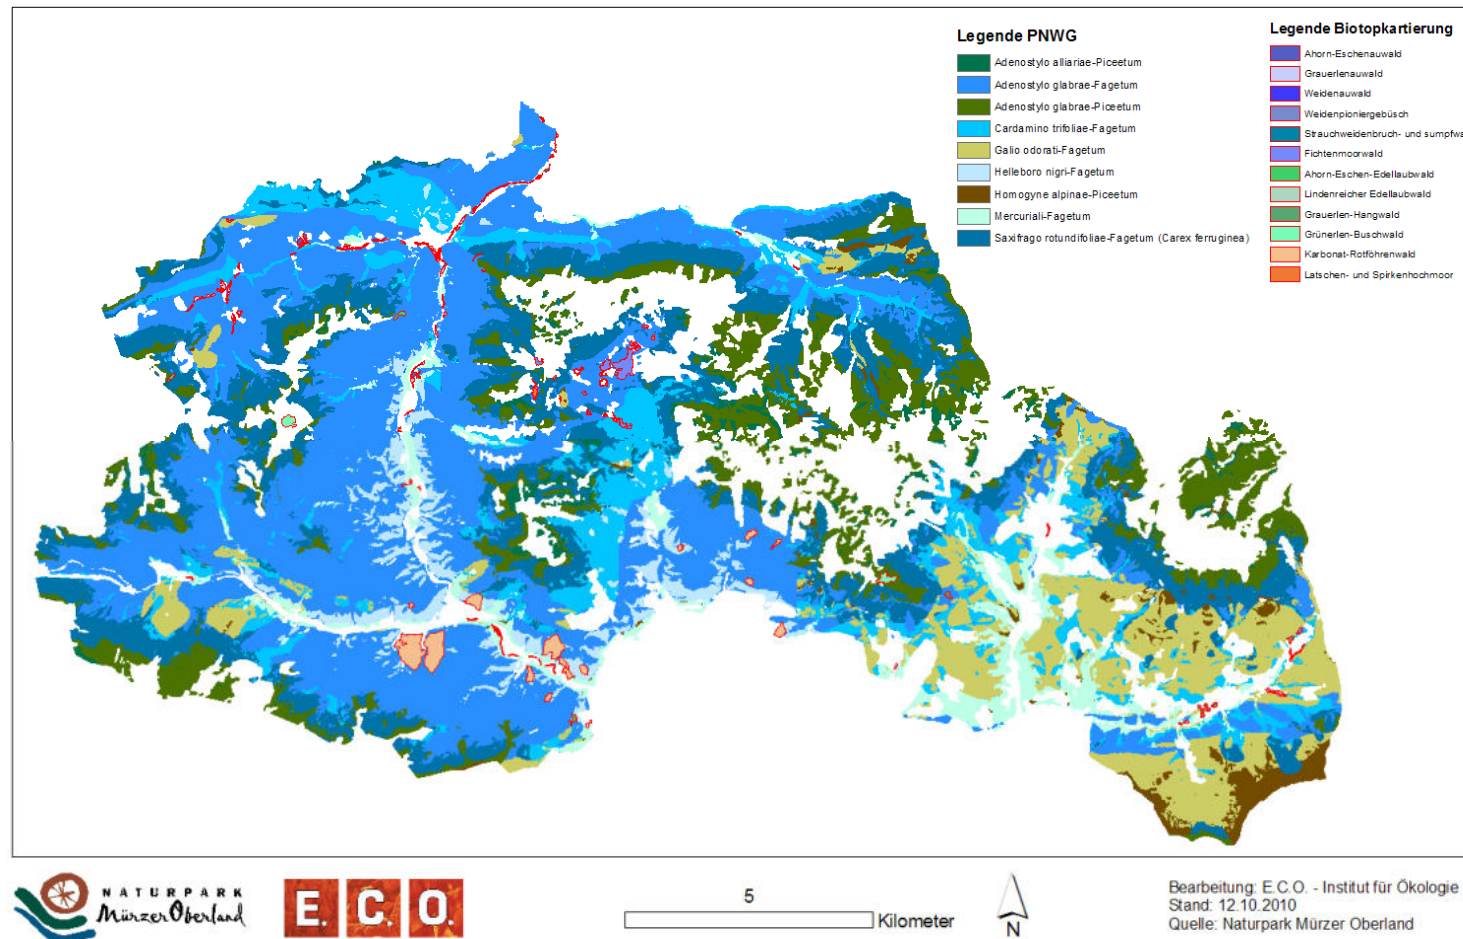 Legende PNWG
Adenostylo alliariae-Piceetum
Adenostylo glabrae-Fagetum
Adenostylo glabrae-Piceetum
Cardamino trifoliae-Fagetum
Galio odorati-Fagetum
Helleboro nigri-Fagetum
Homogyne alpinae-Piceetum
Mercuriali-Fagetum
Saxifrago rotundifoliae-Fagetum (Carex ferruginea)
Legende Biotopkartierung
Ahorn-Eschenauwald
Grauerlenauwald
Weidenauwald
Weidenpioniergebüsch
Strauchweidenbruch- und sumpfwa
Fichtenmoorwald
Ahorn-Eschen-Edellaubwald
Lindenreicher Edellaubwald
Grauerlen-Hangwald
Grünerlen-Buschwald
Karbonat-Rotföhrenwald
Latschen- und Spirkenhochmoor
NATURPARK
Mürzer Oberland
E. C. O.
5
Kilometer
N
Bearbeitung: E.C.O. - Institut für Ökologie
Stand: 12.10.2010
Quelle: Naturpark Mürzer Oberland